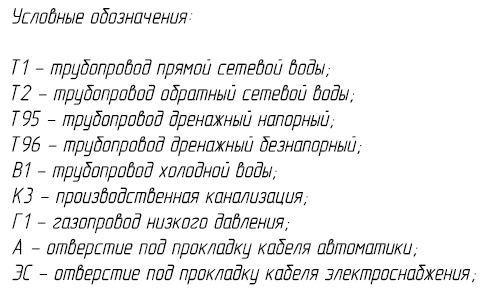 Условные обозначения:
Т1 – трубопровод прямой сетевой воды;
Т2 – трубопровод обратный сетевой воды;
Т95 – трубопровод дренажный напорный;
Т96 – трубопровод дренажный безнапорный;
В1 – трубопровод холодной воды;
К3 – производственная канализация;
Г1 – газопровод низкого давления;
А – отверстие под прокладку кабеля автоматики;
ЭС – отверстие под прокладку кабеля электроснабжения;